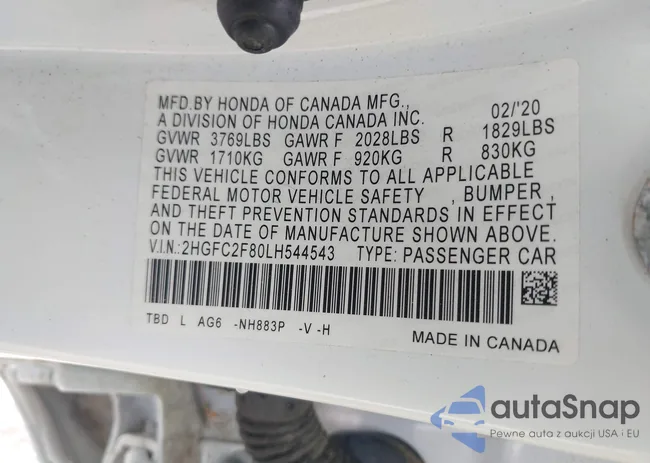 MFD.BY HONDA OF CANADA MFG., 02/'20
A DIVISION OF HONDA CANADA INC.
GVWR 3769LBS GAWR F 2028LBS R 1829LBS
GVWR 1710KG GAWR F 920KG R 830KG
THIS VEHICLE CONFORMS TO ALL APPLICABLE
FEDERAL MOTOR VEHICLE SAFETY , BUMPER ,
AND THEFT PREVENTION STANDARDS IN EFFECT
ON THE DATE OF MANUFACTURE SHOWN ABOVE.
V.I.N.:2HGFC2F80LH544543 TYPE: PASSENGER CAR
TBD L AG6 -NH883P -V -H
MADE IN CANADA
autaSnap
Pewne auta z aukcji USA i EU